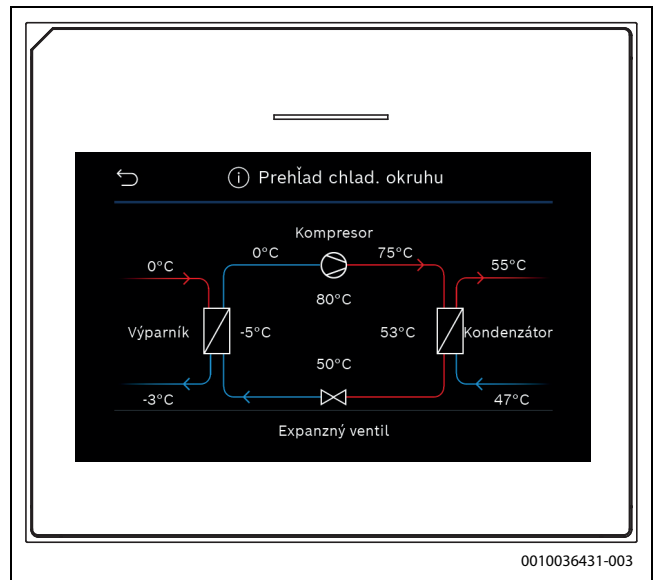 Prehľad chlad. okruhu
Kompresor
0°C 0°C 75°C 55°C
80°C
Výparník -5°C 53°C Kondenzátor
50°C
-3°C 47°C
Expanzný ventil
0010036431-003